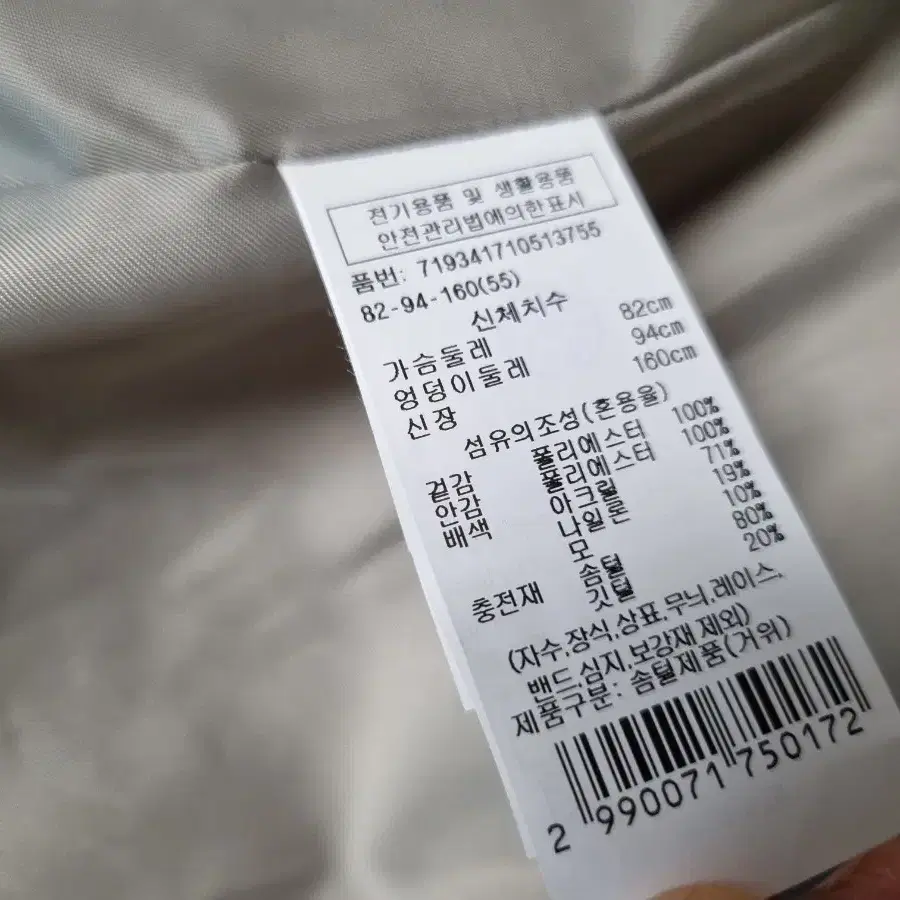 전기용품 및 생활용품
안전관리법에의한표시
품번: 719341710513755
82-94-160(55)
신체치수
가슴둘레 82cm
엉덩이둘레 94cm
신장 160cm
섬유의조성(혼용율)
겉감 폴리에스터 100%
안감 폴리에스터 100%
배색 아크릴 71%
나일론 19%
모 10%
충전재 솜털 80%
깃털 20%
(자수,장식,상표,무늬,레이스,
밴드,심지,보강재 제외)
제품구분: 솜털제품(거위)
2 990071 750172